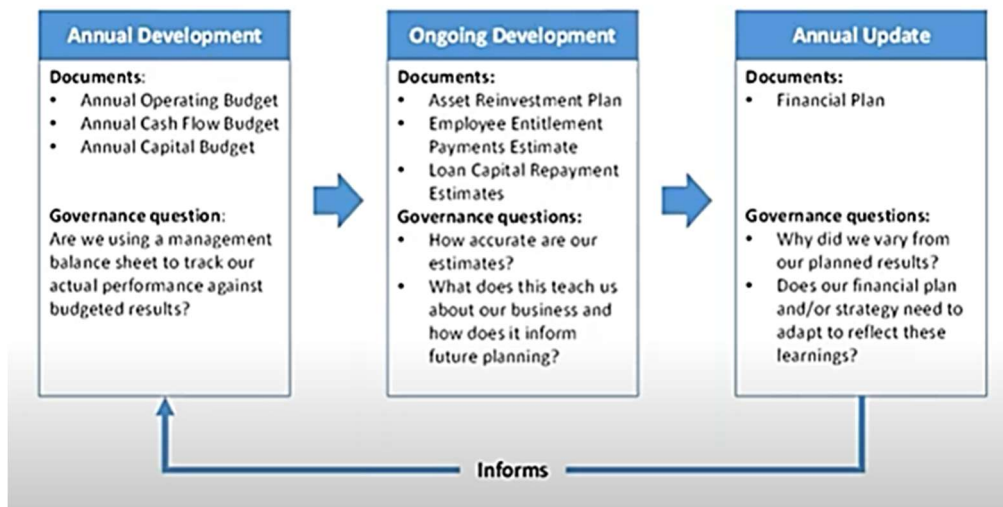 Annual Development
Documents:
• Annual Operating Budget
• Annual Cash Flow Budget
• Annual Capital Budget
Governance question:
Are we using a management
balance sheet to track our
actual performance against
budgeted results?
Ongoing Development
Documents:
• Asset Reinvestment Plan
• Employee Entitlement
Payments Estimate
• Loan Capital Repayment
Estimates
Governance questions:
• How accurate are our
estimates?
• What does this teach us
about our business and
how does it inform
future planning?
Annual Update
Documents:
• Financial Plan
Governance questions:
• Why did we vary from
our planned results?
• Does our financial plan
and/or strategy need to
adapt to reflect these
learnings?
Informs